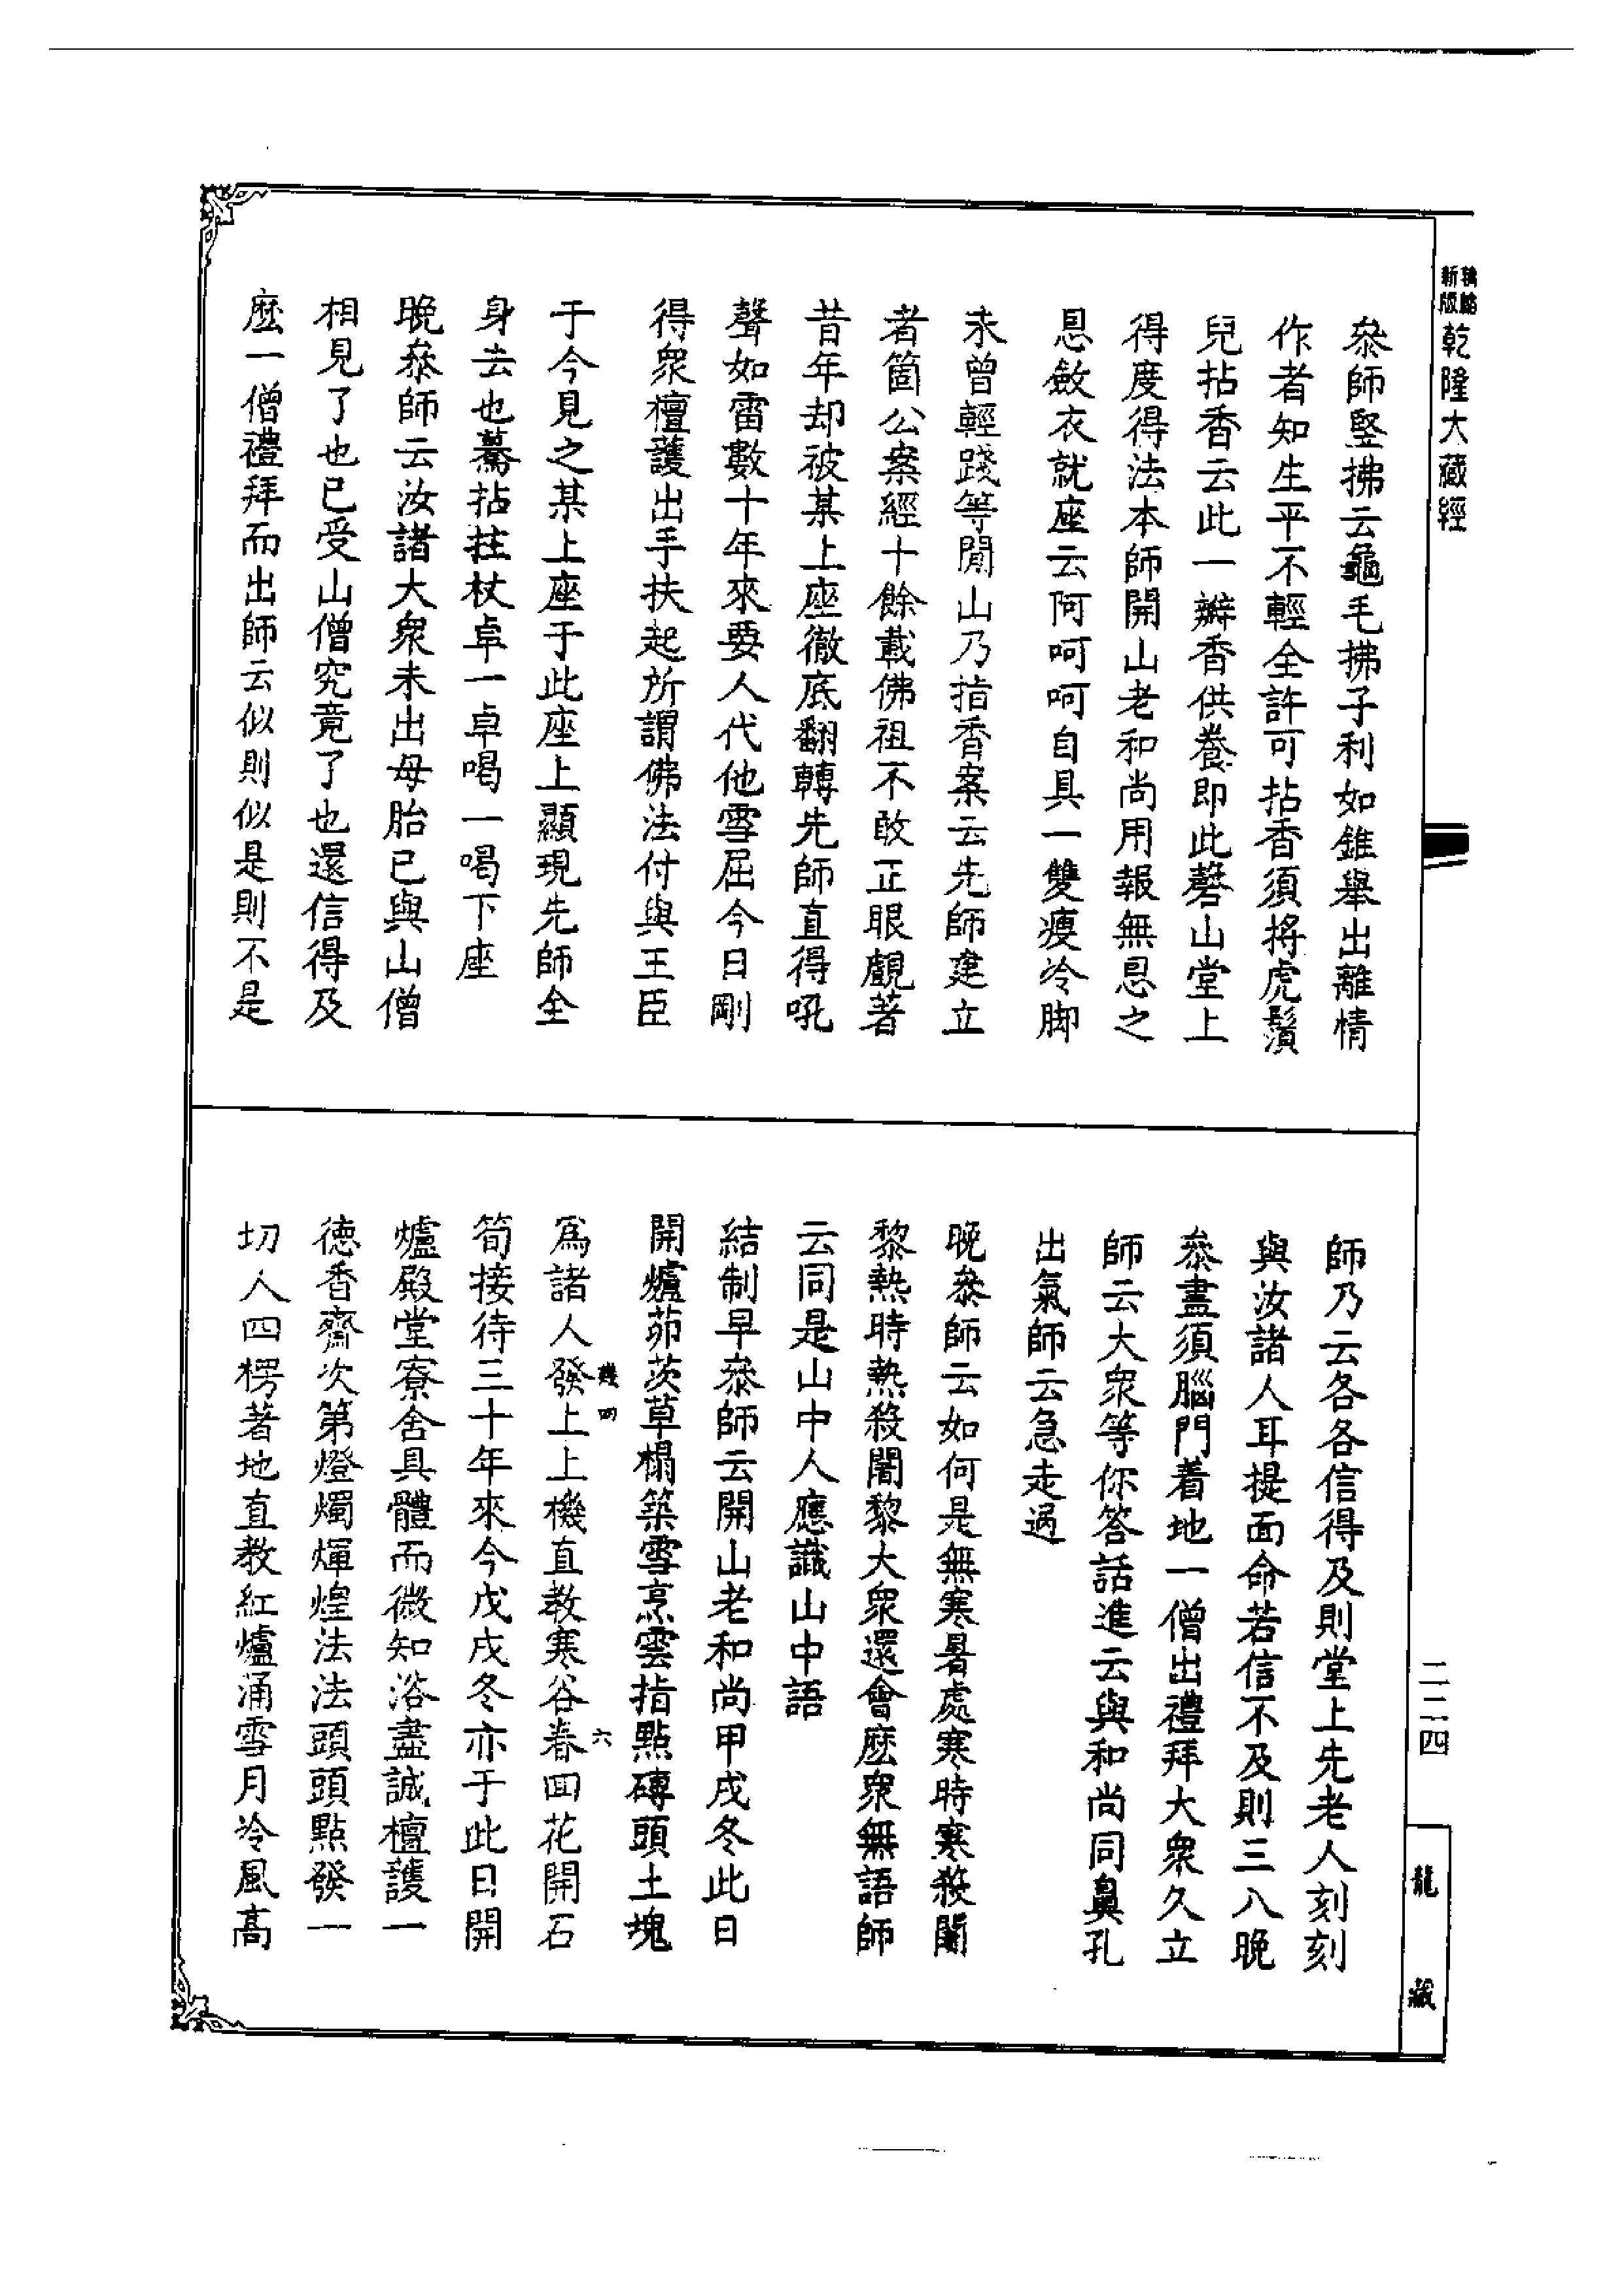 新版
乾隆大藏經
參師豎拂云龜毛拂子利如錐舉出離情
作者知生平不輕全許可拈香須將虎鬚
兒拈香云此一瓣香供養即此磬山堂上
得度得法本師開山老和尚用報無恩之
恩斂衣就座云阿呵呵自具一雙瘦冷脚
未曾輕踐等閒山乃指香案云先師建立
者箇公案經十餘載佛祖不敢正眼覰著
昔年却被某上座徹底翻轉先師直得吼
聲如雷數十年來要人代他雪屈今日剛
得衆檀護出手扶起所謂佛法付與王臣
于今見之某上座于此座上顯現先師全
身去也驀拈拄杖卓一卓喝一喝下座
晚參師云汝諸大衆未出母胎已與山僧
相見了也已受山僧究竟了也還信得及
麽一僧禮拜而出師云似則似是則不是
師乃云各各信得及則堂上先老人刻刻
與汝諸人耳提面命若信不及則三八晚
參盡須腦門着地一僧出禮拜大衆久立
師云大衆等你答話進云與和尚同鼻孔
出氣師云急走過
晚參師云如何是無寒暑處寒時寒殺闍
黎熱時熱殺闍黎大衆還會麽衆無語師
云同是山中人應識山中語
結制早參師云開山老和尚甲戌冬此日
開爐茆茨草榻築雪烹雲指點磚頭土塊
爲諸人發上上機直教寒谷春回花開石
幾四
六
筍接待三十年來今戊戌冬亦于此日開
爐殿堂寮舍具體而微知浴盡誠檀護一
德香齋次第燈燭煇煌法法頭頭點發一
切人四楞著地直教紅爐涌雪月冷風高
二二四
龍藏